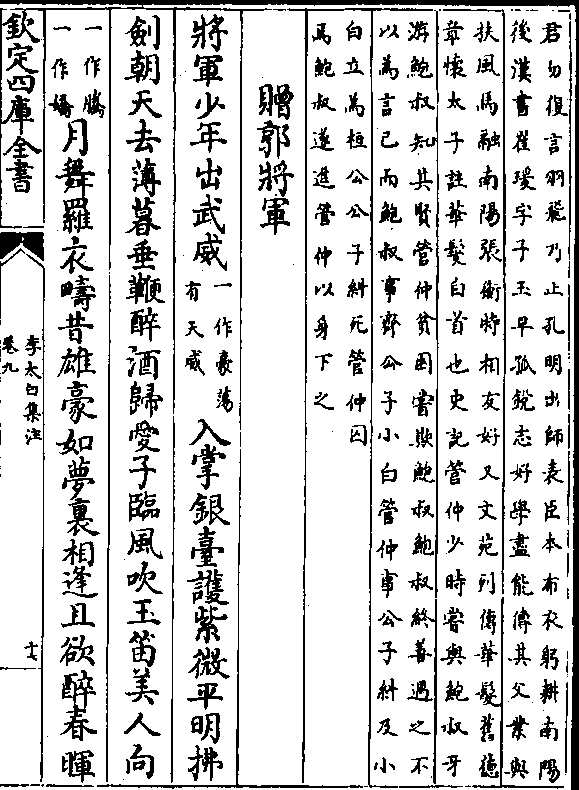 君勿復言羽飛乃止孔明出師表臣本布衣躬耕南陽
後漢書崔瑗字子玉早孤銳志好學盡能傳其父業與
扶風馬融南陽張衡特相友好又文苑列傳華髮舊徳
章懷太子註華髮白首也史記管仲少時嘗與鮑叔牙
游鮑叔知其賢管仲貧困嘗欺鮑叔鮑叔終善遇之不
以為言已而鮑叔事齊公子小白管仲事公子糾及小
白立為桓公公子糾死管仲囚
焉鮑叔遂進管仲以身下之
贈郭將軍
將軍少年出武威一作豪蕩有天威入掌銀臺護紫微平明拂
劍朝天去薄暮垂鞭醉酒歸愛子臨風吹玉笛美人向
一作騰一作嬌月舞羅衣疇昔雄豪如夢裏相逢且欲醉春暉
欽定四庫全書
李太白集注
卷九
十六